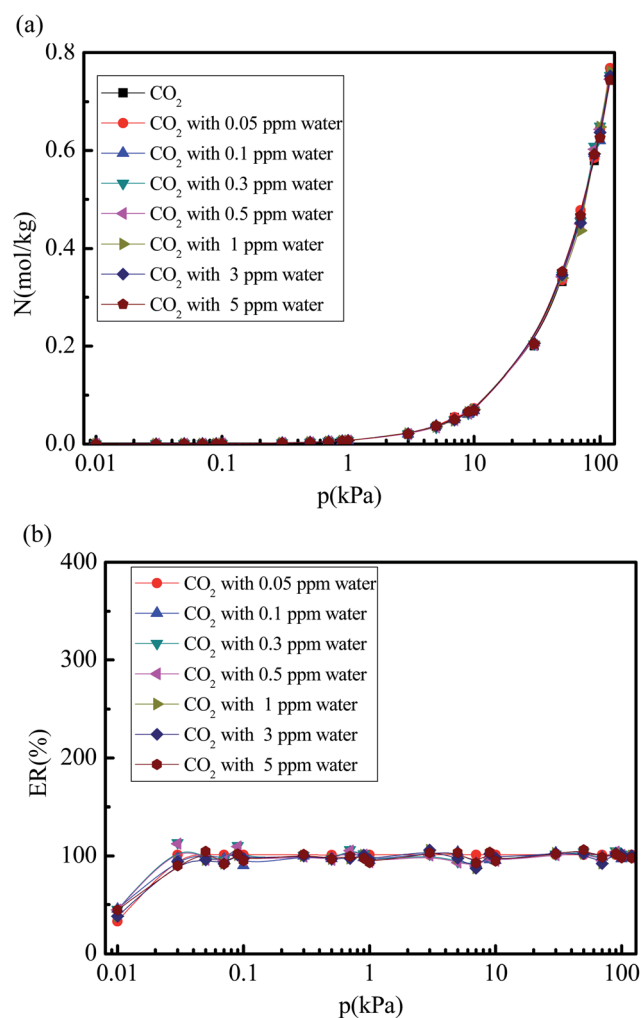 (a)
0.8
0.6
0.4
0.2
0.0
N(mol/kg)
CO2
CO2 with 0.05 ppm water
CO2 with 0.1 ppm water
CO2 with 0.3 ppm water
CO2 with 0.5 ppm water
CO2 with 1 ppm water
CO2 with 3 ppm water
CO2 with 5 ppm water
0.01 0.1 1 10 100
p(kPa)
(b)
400
300
200
100
0
ER(%)
CO2 with 0.05 ppm water
CO2 with 0.1 ppm water
CO2 with 0.3 ppm water
CO2 with 0.5 ppm water
CO2 with 1 ppm water
CO2 with 3 ppm water
CO2 with 5 ppm water
0.01 0.1 1 10 100
p(kPa)